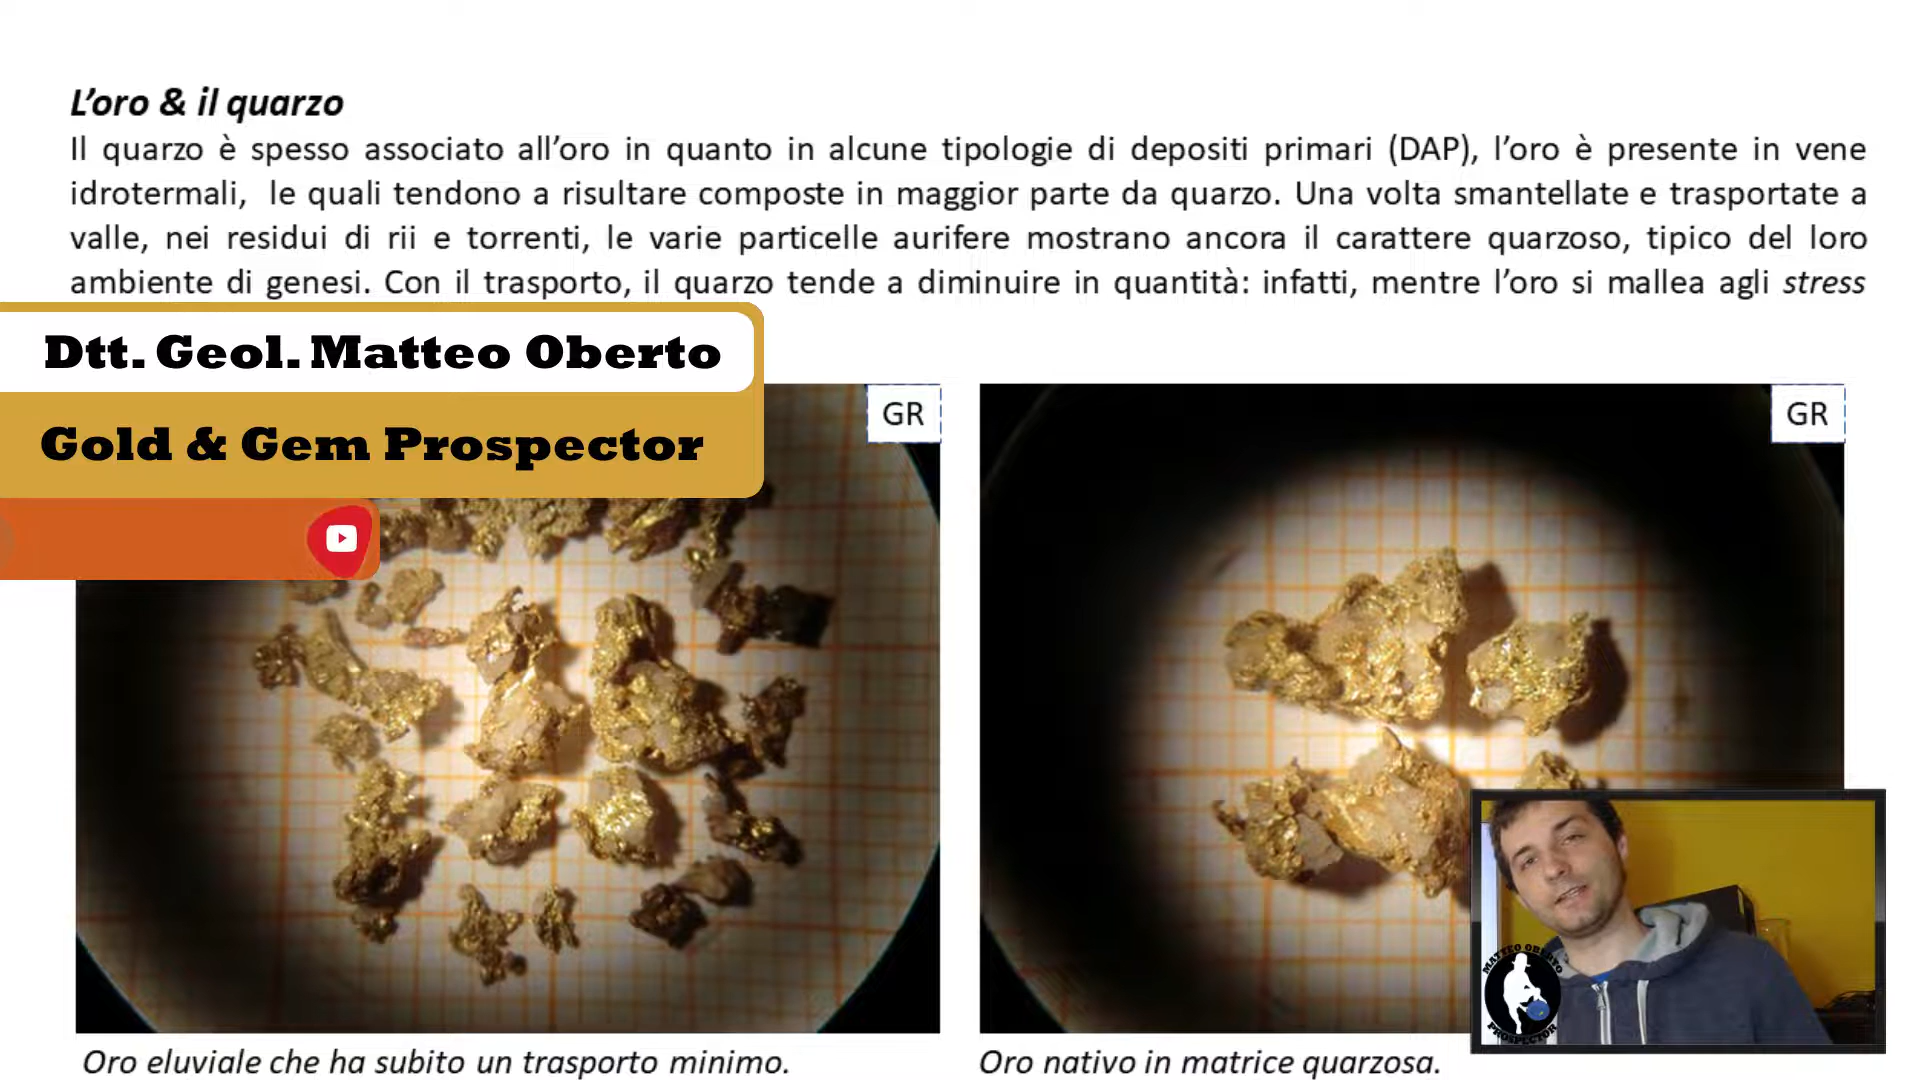 L'oro & il quarzo
Il quarzo è spesso associato all'oro in quanto in alcune tipologie di depositi primari (DAP), l'oro è presente in vene
idrotermali, le quali tendono a risultare composte in maggior parte da quarzo. Una volta smantellate e trasportate a
valle, nei residui di rii e torrenti, le varie particelle aurifere mostrano ancora il carattere quarzoso, tipico del loro
ambiente di genesi. Con il trasporto, il quarzo tende a diminuire in quantità: infatti, mentre l'oro si mallea agli stress
Dtt. Geol. Matteo Oberto
Gold & Gem Prospector
GR
GR
MATTEO OBERTO
PROSPECTOR
Oro eluviale che ha subito un trasporto minimo.
Oro nativo in matrice quarzosa.